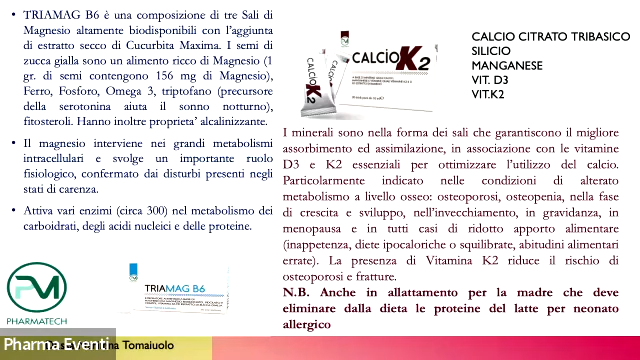 • TRIAMAG B6 è una composizione di tre Sali di
Magnesio altamente biodisponibili con l'aggiunta
di estratto secco di Cucurbita Maxima. I semi di
zucca gialla sono un alimento ricco di Magnesio (1
gr. di semi contengono 156 mg di Magnesio),
Ferro, Fosforo, Omega 3, triptofano (precursore
della serotonina aiuta il sonno notturno),
fitosteroli. Hanno inoltre proprieta' alcalinizzante.
• Il magnesio interviene nei grandi metabolismi
intracellulari e svolge un importante ruolo
fisiologico, confermato dai disturbi presenti negli
stati di carenza.
• Attiva vari enzimi (circa 300) nel metabolismo dei
carboidrati, degli acidi nucleici e delle proteine.
PHARMATECH
TRIAMAG B6
Pharma Eventi
na Tomaiuolo
CALCIO K2
CALCIO K2
CALCIO CITRATO TRIBASICO
SILICIO
MANGANESE
VIT. D3
VIT.K2
I minerali sono nella forma dei sali che garantiscono il migliore
assorbimento ed assimilazione, in associazione con le vitamine
D3 e K2 essenziali per ottimizzare l'utilizzo del calcio.
Particolarmente indicato nelle condizioni di alterato
metabolismo a livello osseo: osteoporosi, osteopenia, nella fase
di crescita e sviluppo, nell'invecchiamento, in gravidanza, in
menopausa e in tutti casi di ridotto apporto alimentare
(inappetenza, diete ipocaloriche o squilibrate, abitudini alimentari
errate). La presenza di Vitamina K2 riduce il rischio di
osteoporosi e fratture.
N.B. Anche in allattamento per la madre che deve
eliminare dalla dieta le proteine del latte per neonato
allergico